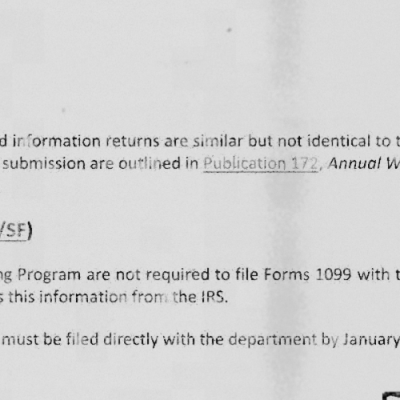 d information returns are similar but not identical to t
submission are outlined in Publication 172, Annual W
/SF)
ng Program are not required to file Forms 1099 with t
s this information from the IRS.
must be filed directly with the department by January